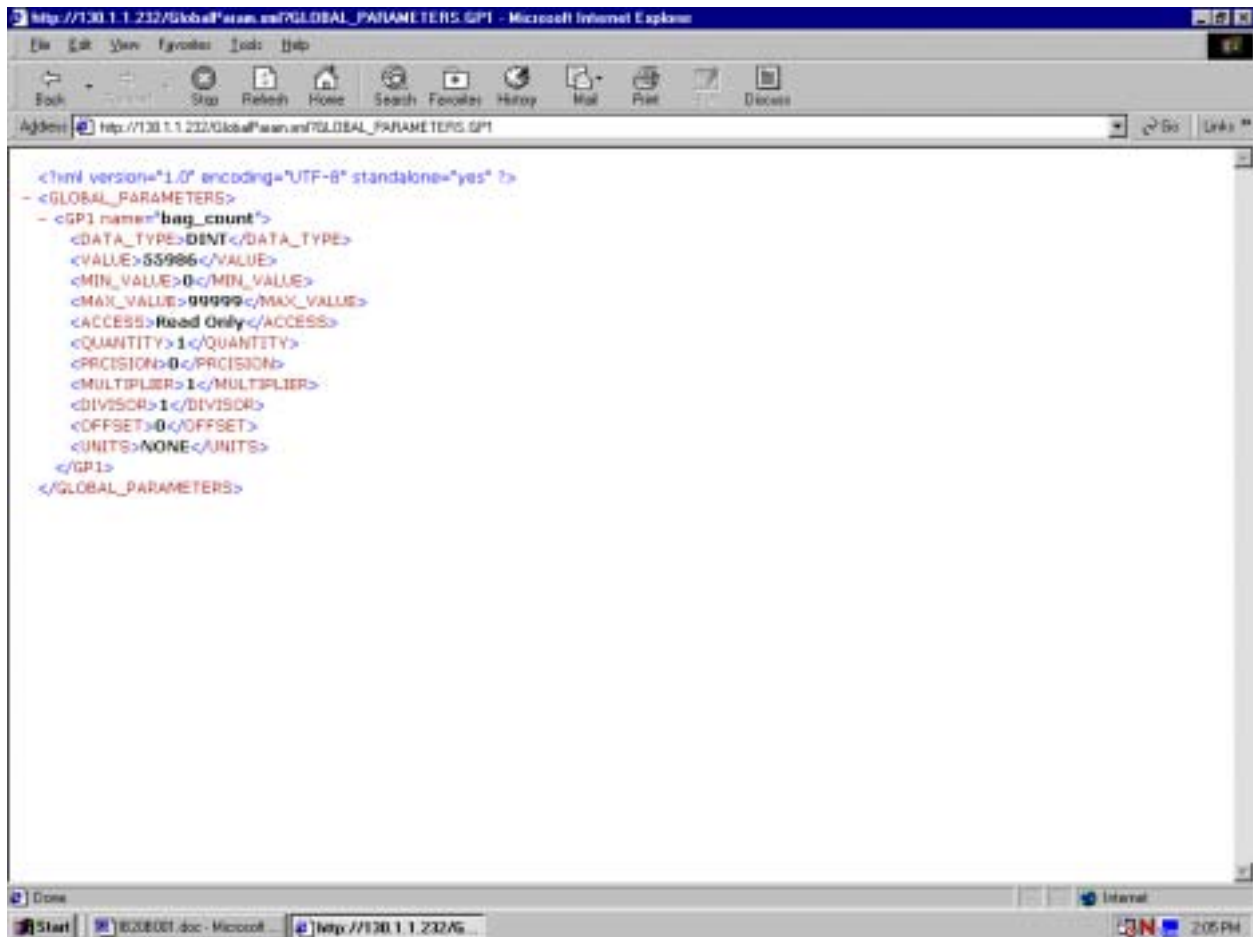 http://130.1.1.232/GlobalParam.xml?GLOBAL_PARAMETERS.GP1 - Microsoft Internet Explorer
File Edit View Favorites Tools Help
Back Stop Refresh Home Search Favorites History Mail Print Discuss
Address http://130.1.1.232/GlobalParam.xml?GLOBAL_PARAMETERS.GP1 Go Links »
<?xml version="1.0" encoding="UTF-8" standalone="yes" ?>
- <GLOBAL_PARAMETERS>
- <GP1 name="bag_count">
<DATA_TYPE>DINT</DATA_TYPE>
<VALUE>55986</VALUE>
<MIN_VALUE>0</MIN_VALUE>
<MAX_VALUE>99999</MAX_VALUE>
<ACCESS>Read Only</ACCESS>
<QUANTITY>1</QUANTITY>
<PRCISION>0</PRCISION>
<MULTIPLIER>1</MULTIPLIER>
<DIVISOR>1</DIVISOR>
<OFFSET>0</OFFSET>
<UNITS>NONE</UNITS>
</GP1>
</GLOBAL_PARAMETERS>
Done Internet
Start .doc - Microsoft ... http://130.1.1.232/G... 2:05 PM